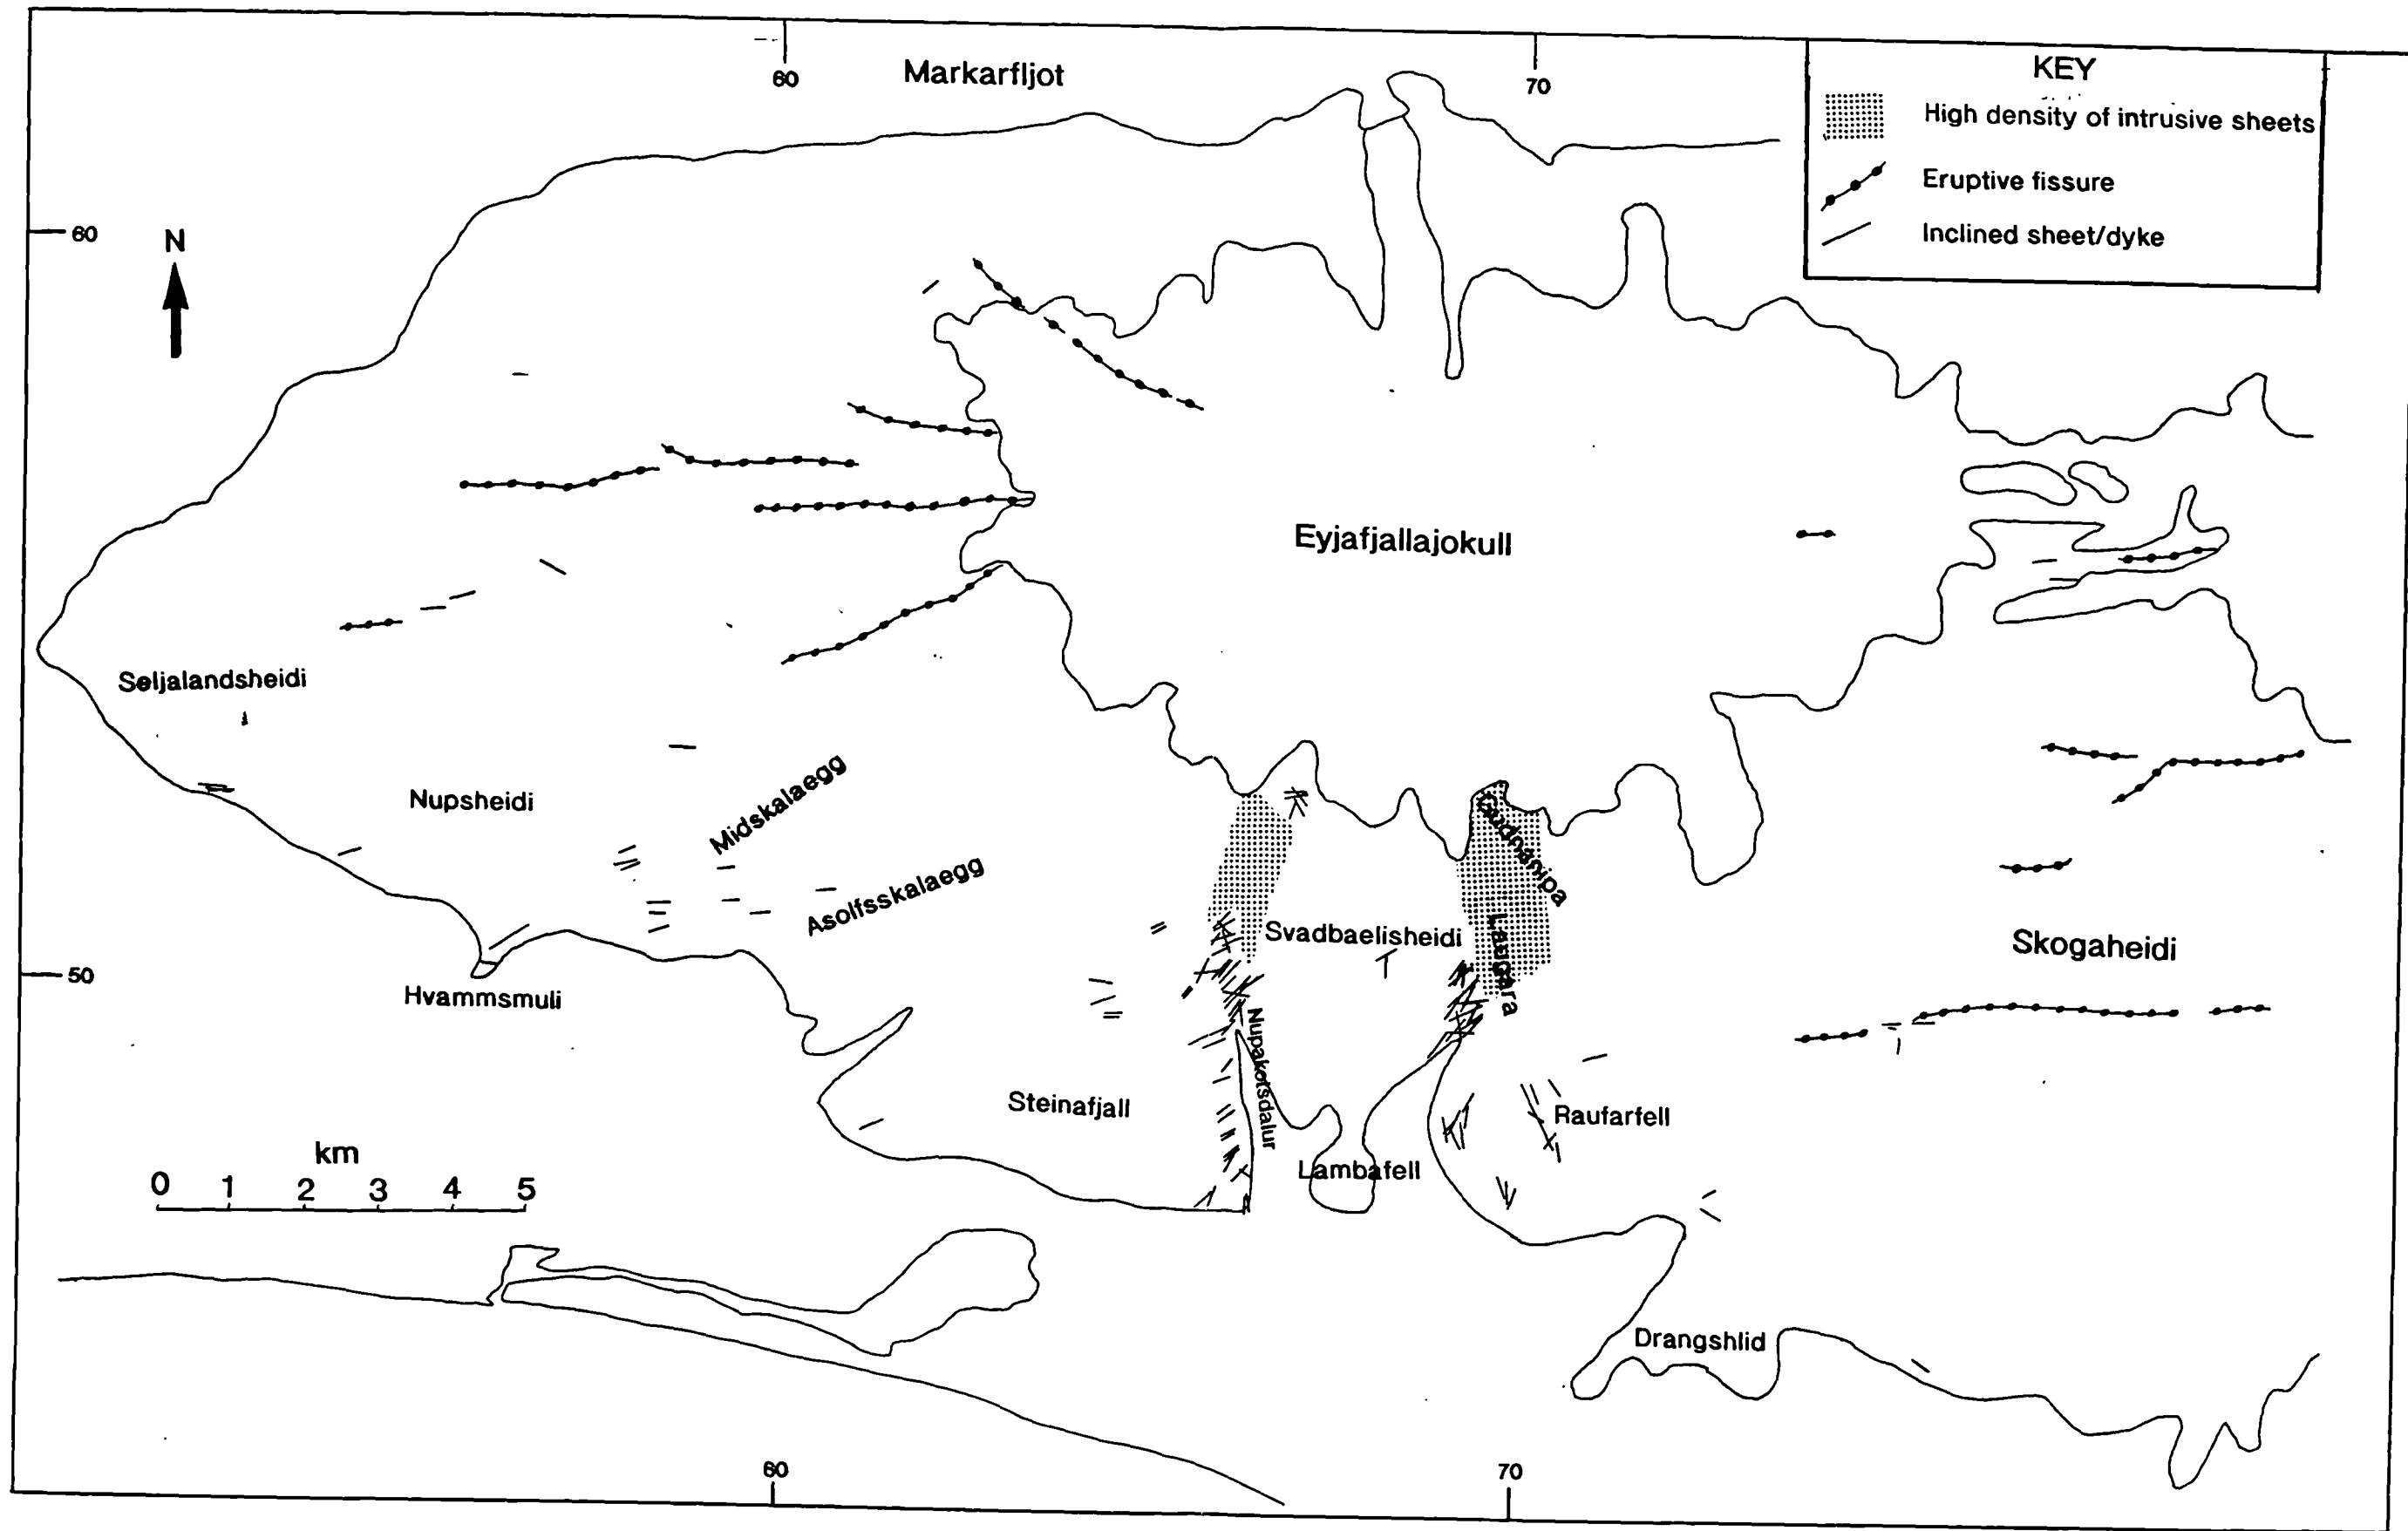 Markarfljot
60
70
KEY
High density of intrusive sheets
Eruptive fissure
Inclined sheet/dyke
60
N
Eyjafjallajokull
Seljalandsheidi
Nupsheidi
Midskalaegg
Asolfsskalaegg
Gudnanipa
Laugara
Svadbaelisheidi
Skogaheidi
50
Hvammsmuli
Nupakotsdalur
Steinafjall
Raufarfell
Lambafell
km
0 1 2 3 4 5
Drangshlid
60
70